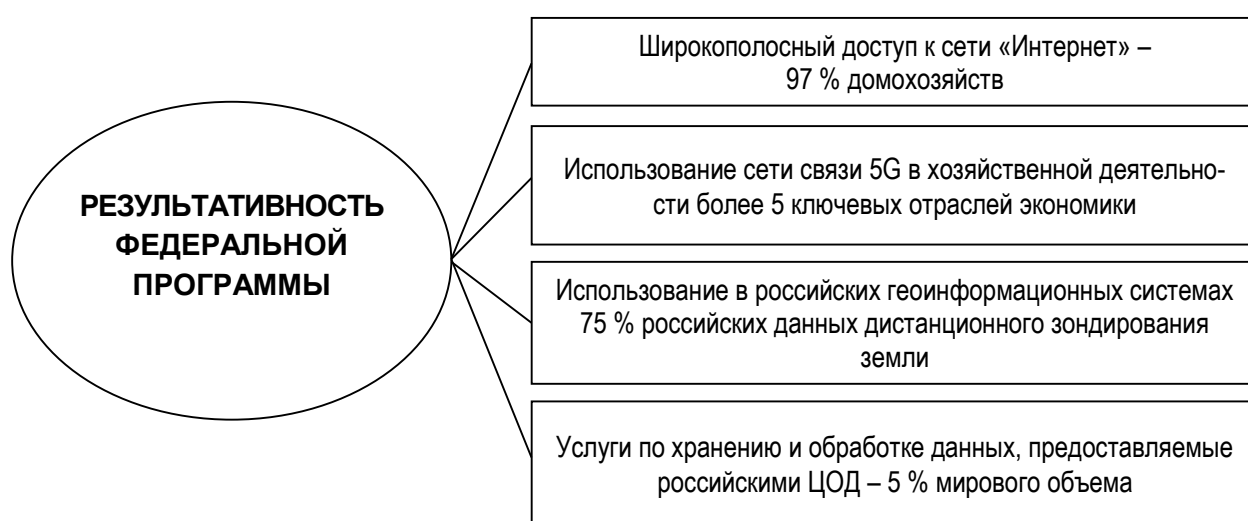 РЕЗУЛЬТАТИВНОСТЬ
ФЕДЕРАЛЬНОЙ
ПРОГРАММЫ
Широкополосный доступ к сети «Интернет» –
97 % домохозяйств
Использование сети связи 5G в хозяйственной деятельно-
сти более 5 ключевых отраслей экономики
Использование в российских геоинформационных системах
75 % российских данных дистанционного зондирования
земли
Услуги по хранению и обработке данных, предоставляемые
российскими ЦОД – 5 % мирового объема